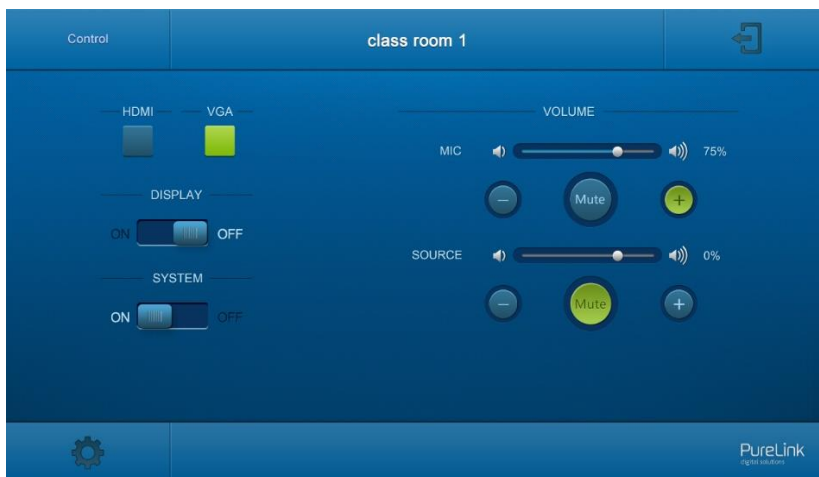 Control
class room 1
HDMI VGA
VOLUME
MIC 75%
DISPLAY
Mute
ON OFF
SOURCE 0%
SYSTEM
Mute
ON OFF
PureLink
digital solutions